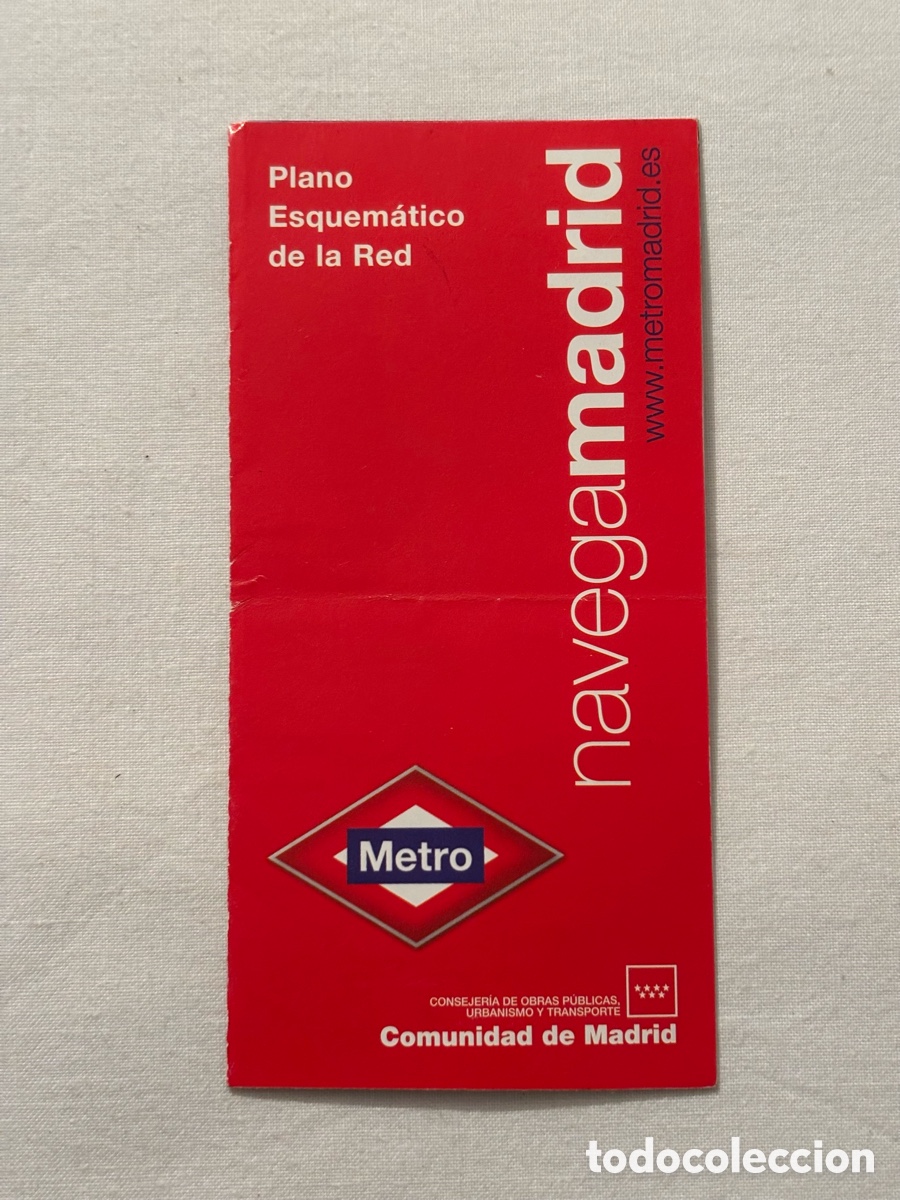 Plano
Esquemático
de la Red
navegamadrid
www.metromadrid.es
Metro
CONSEJERÍA DE OBRAS PÚBLICAS,
URBANISMO Y TRANSPORTE
Comunidad de Madrid
todocoleccion